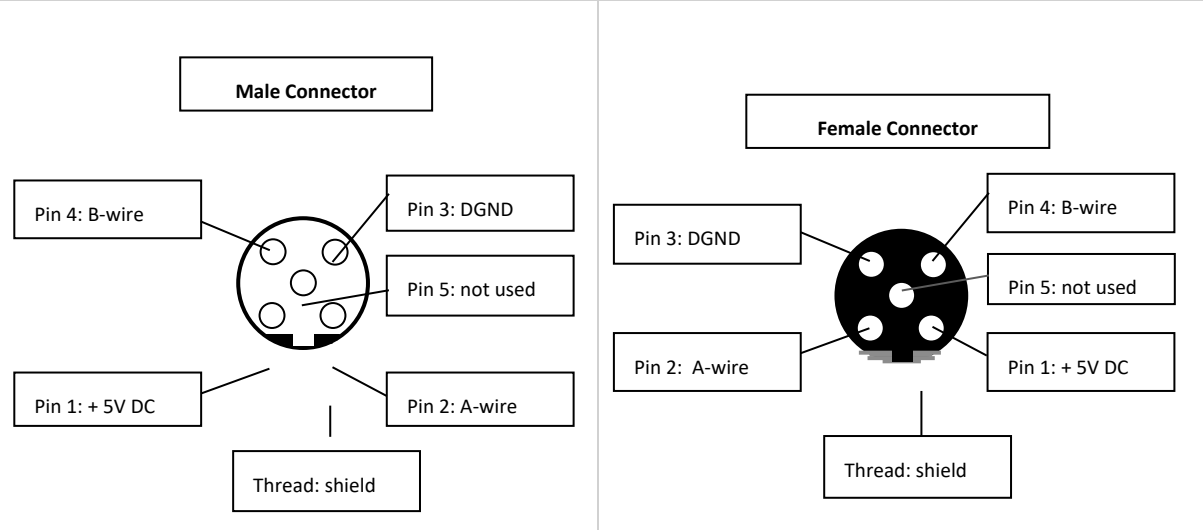 Male Connector
Pin 4: B-wire
Pin 3: DGND
Pin 5: not used
Pin 1: + 5V DC
Pin 2: A-wire
Thread: shield
Female Connector
Pin 3: DGND
Pin 4: B-wire
Pin 5: not used
Pin 2:  A-wire
Pin 1: + 5V DC
Thread: shield